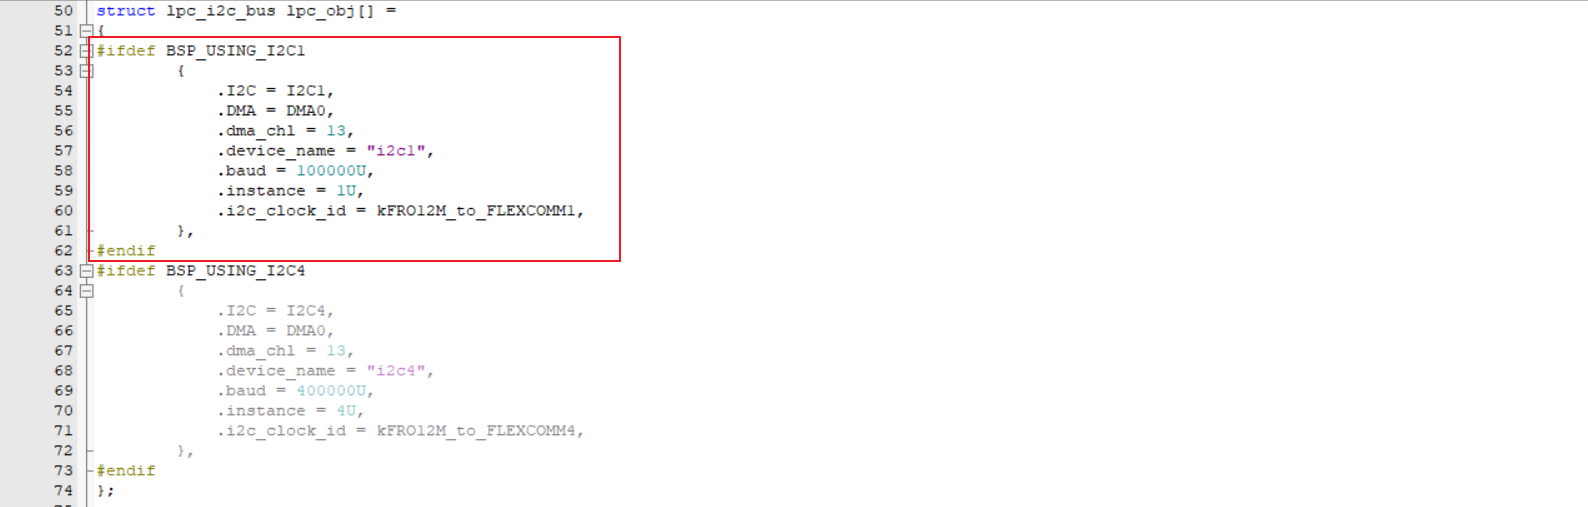 50 struct lpc_i2c_bus lpc_obj[] =
51 {
52 #ifdef BSP_USING_I2C1
53         {
54             .I2C = I2C1,
55             .DMA = DMA0,
56             .dma_chl = 13,
57             .device_name = "i2c1",
58             .baud = 100000U,
59             .instance = 1U,
60             .i2c_clock_id = kFRO12M_to_FLEXCOMM1,
61         },
62 #endif
63 #ifdef BSP_USING_I2C4
64         {
65             .I2C = I2C4,
66             .DMA = DMA0,
67             .dma_chl = 13,
68             .device_name = "i2c4",
69             .baud = 400000U,
70             .instance = 4U,
71             .i2c_clock_id = kFRO12M_to_FLEXCOMM4,
72         },
73 #endif
74 };